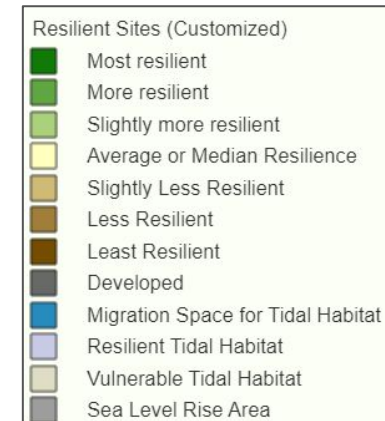 Resilient Sites (Customized)
Most resilient
More resilient
Slightly more resilient
Average or Median Resilience
Slightly Less Resilient
Less Resilient
Least Resilient
Developed
Migration Space for Tidal Habitat
Resilient Tidal Habitat
Vulnerable Tidal Habitat
Sea Level Rise Area